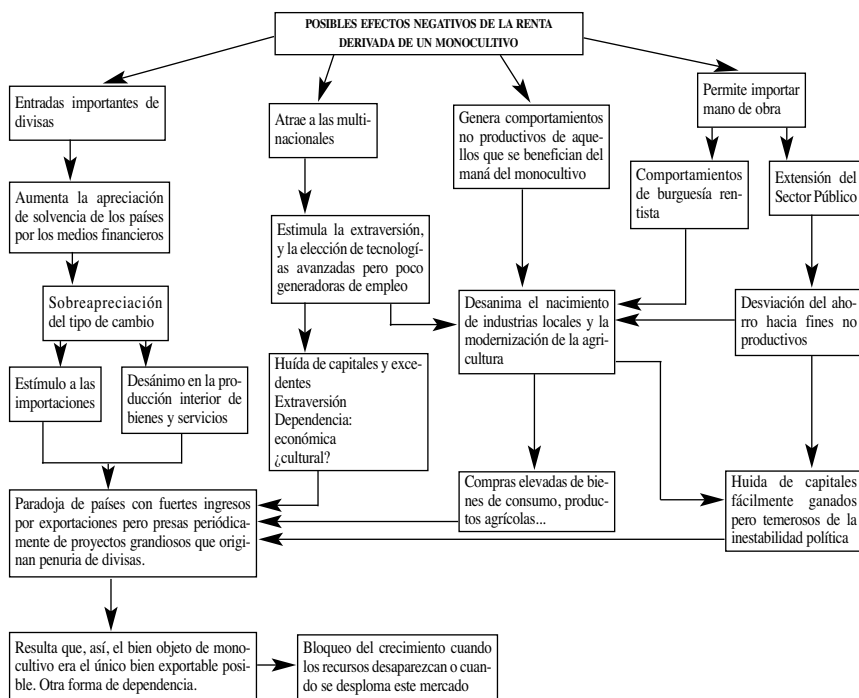 POSIBLES EFECTOS NEGATIVOS DE LA RENTA
DERIVADA DE UN MONOCULTIVO
Entradas importantes de
divisas
Atrae a las multi-
nacionales
Genera comportamientos
no productivos de aque-
llos que se benefician del
maná del monocultivo
Permite importar
mano de obra
Comportamientos
de burguesía ren-
tista
Extensión del
Sector Público
Aumenta la apreciación
de solvencia de los países
por los medios financieros
Estimula la extraversión,
y la elección de tecnolog-
ías avanzadas pero poco
generadoras de empleo
Sobreapreciación
del tipo de cambio
Desanima el nacimiento
de industrias locales y la
modernización de la agri-
cultura
Desviación del aho-
rro hacia fines no
productivos
Estímulo a las
importaciones
Desánimo en la pro-
ducción interior de
bienes y servicios
Huída de capitales y exce-
dentes
Extraversión
Dependencia:
económica
¿cultural?
Paradoja de países con fuertes ingresos
por exportaciones pero presas periódica-
mente de proyectos grandiosos que origi-
nan penuria de divisas.
Compras elevadas de bie-
nes de consumo, productos
agrícolas...
Huida de capitales
fácilmente ganados
pero temerosos de la
inestabilidad política
Resulta que, así, el bien objeto de mono-
cultivo era el único bien exportable posi-
ble. Otra forma de dependencia.
Bloqueo del crecimiento cuando
los recursos desaparezcan o cuan-
do se desploma este mercado